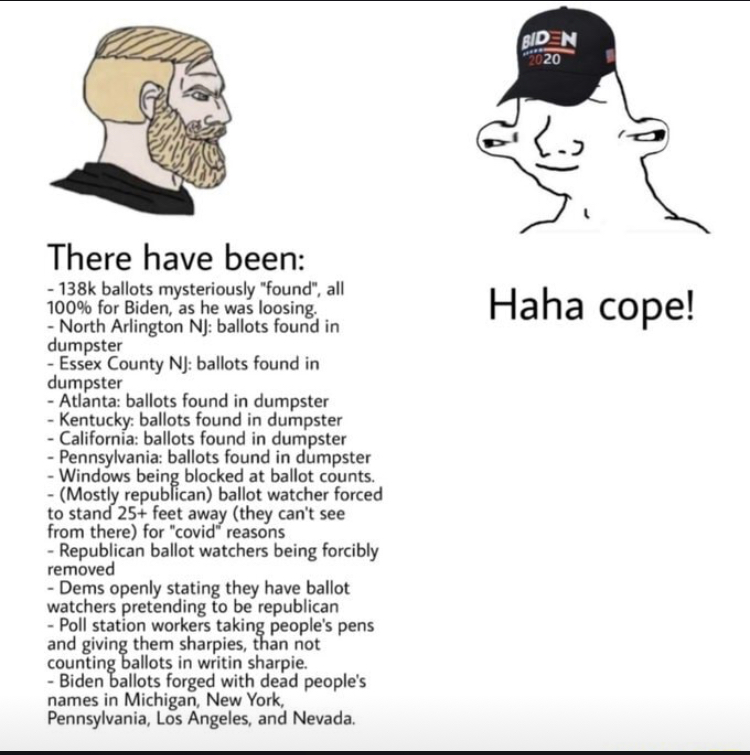 BIDEN
2020
There have been:
- 138k ballots mysteriously "found", all
100% for Biden, as he was loosing.
- North Arlington NJ: ballots found in
dumpster
- Essex County NJ: ballots found in
dumpster
- Atlanta: ballots found in dumpster
- Kentucky: ballots found in dumpster
- California: ballots found in dumpster
- Pennsylvania: ballots found in dumpster
- Windows being blocked at ballot counts.
- (Mostly republican) ballot watcher forced
to stand 25+ feet away (they can't see
from there) for "covid" reasons
- Republican ballot watchers being forcibly
removed
- Dems openly stating they have ballot
watchers pretending to be republican
- Poll station workers taking people's pens
and giving them sharpies, than not
counting ballots in writin sharpie.
- Biden ballots forged with dead people's
names in Michigan, New York,
Pennsylvania, Los Angeles, and Nevada.
Haha cope!